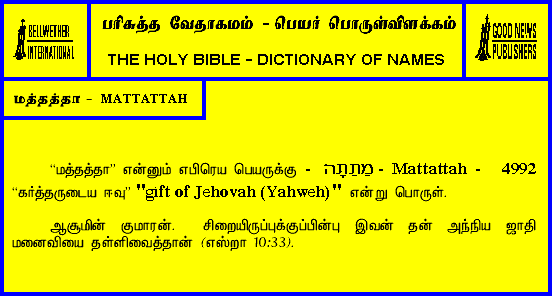 BELLWETHER
INTERNATIONAL
பரிசுத்த வேதாகமம் - பெயர் பொருள்விளக்கம்
THE HOLY BIBLE - DICTIONARY OF NAMES
GOOD NEWS
PUBLISHERS
மத்தத்தா - MATTATTAH
“மத்தத்தா” என்னும் எபிரெய பெயருக்கு - מַתַּתָּה - Mattattah - 4992
“கர்த்தருடைய ஈவு” "gift of Jehovah (Yahweh)" என்று பொருள்.
ஆசூமின் குமாரன். சிறையிருப்புக்குப்பின்பு இவன் தன் அந்நிய ஜாதி
மனைவியை தள்ளிவைத்தான் (எஸ்றா 10:33).